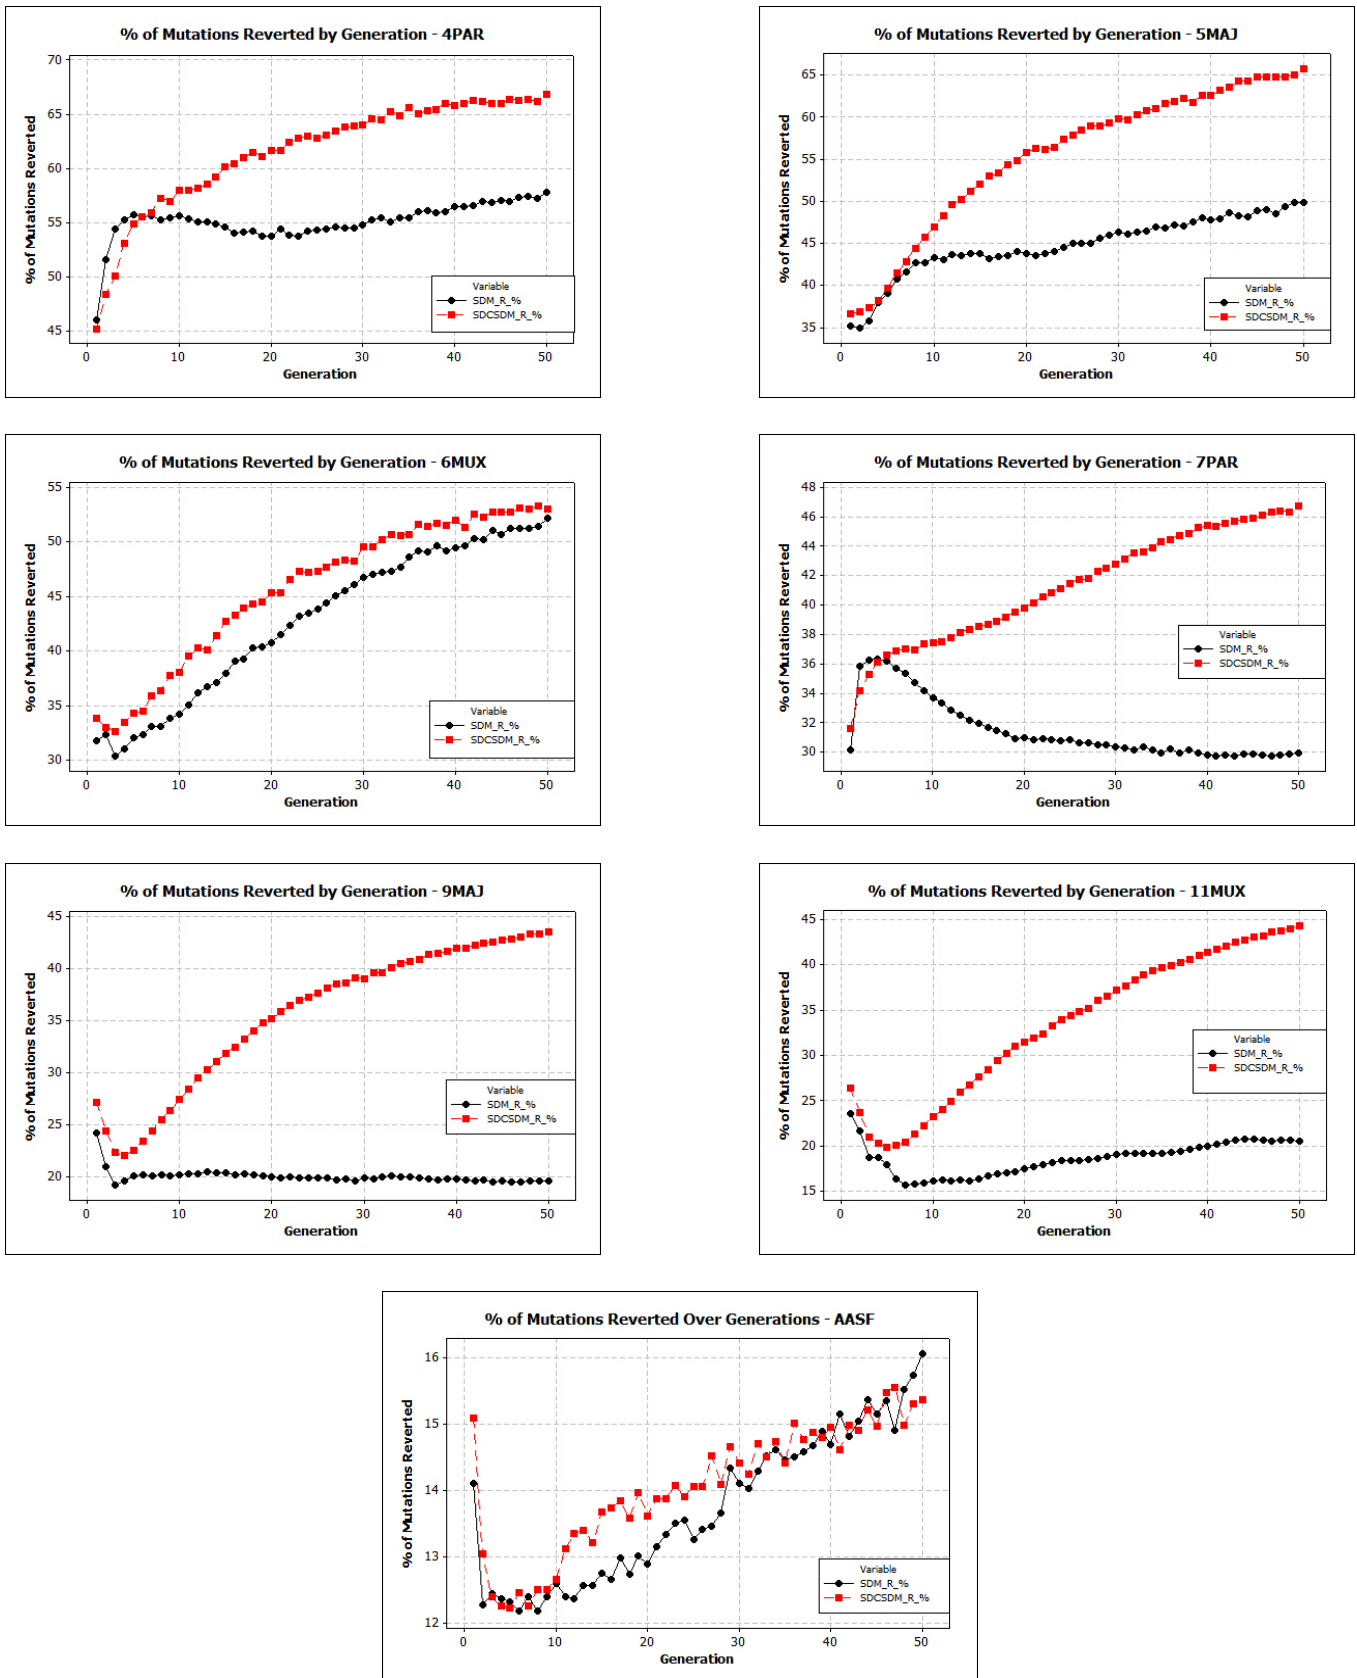 % of Mutations Reverted by Generation - 4PAR
% of Mutations Reverted
70
65
60
55
50
45
Variable
SDM_R_%
SDCSDM_R_%
0 10 20 30 40 50
Generation
% of Mutations Reverted by Generation - 5MAJ
% of Mutations Reverted
65
60
55
50
45
40
35
Variable
SDM_R_%
SDCSDM_R_%
0 10 20 30 40 50
Generation
% of Mutations Reverted by Generation - 6MUX
% of Mutations Reverted
55
50
45
40
35
30
Variable
SDM_R_%
SDCSDM_R_%
0 10 20 30 40 50
Generation
% of Mutations Reverted by Generation - 7PAR
% of Mutations Reverted
48
46
44
42
40
38
36
34
32
30
Variable
SDM_R_%
SDCSDM_R_%
0 10 20 30 40 50
Generation
% of Mutations Reverted by Generation - 9MAJ
% of Mutations Reverted
45
40
35
30
25
20
Variable
SDM_R_%
SDCSDM_R_%
0 10 20 30 40 50
Generation
% of Mutations Reverted by Generation - 11MUX
% of Mutations Reverted
45
40
35
30
25
20
15
Variable
SDM_R_%
SDCSDM_R_%
0 10 20 30 40 50
Generation
% of Mutations Reverted Over Generations - AASF
% of Mutations Reverted
16
15
14
13
12
Variable
SDM_R_%
SDCSDM_R_%
0 10 20 30 40 50
Generation